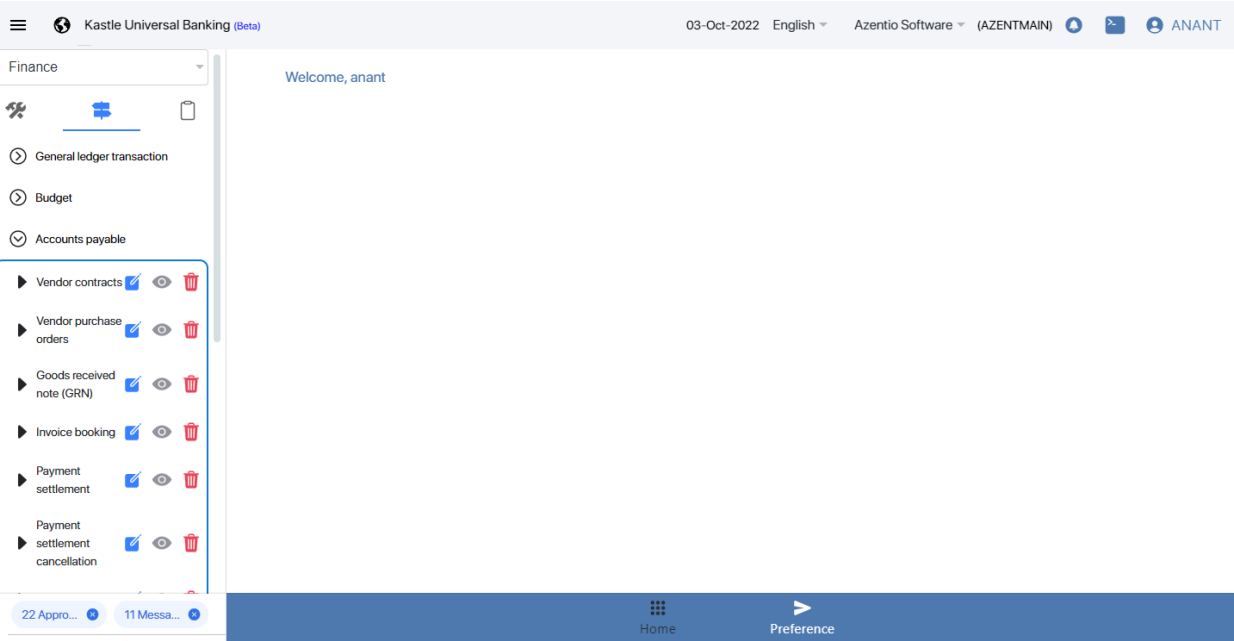 Kastle Universal Banking (Beta)
03-Oct-2022 English Azentio Software (AZENTMAIN) ANANT
Finance
Welcome, anant
General ledger transaction
Budget
Accounts payable
Vendor contracts
Vendor purchase
orders
Goods received
note (GRN)
Invoice booking
Payment
settlement
Payment
settlement
cancellation
22 Appro...
11 Messa...
Home
Preference